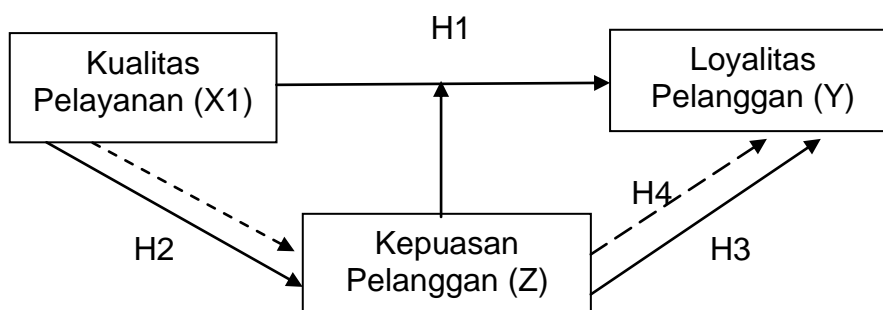 H1
Kualitas
Pelayanan (X1)
Loyalitas
Pelanggan (Y)
H2
Kepuasan
Pelanggan (Z)
H4
H3